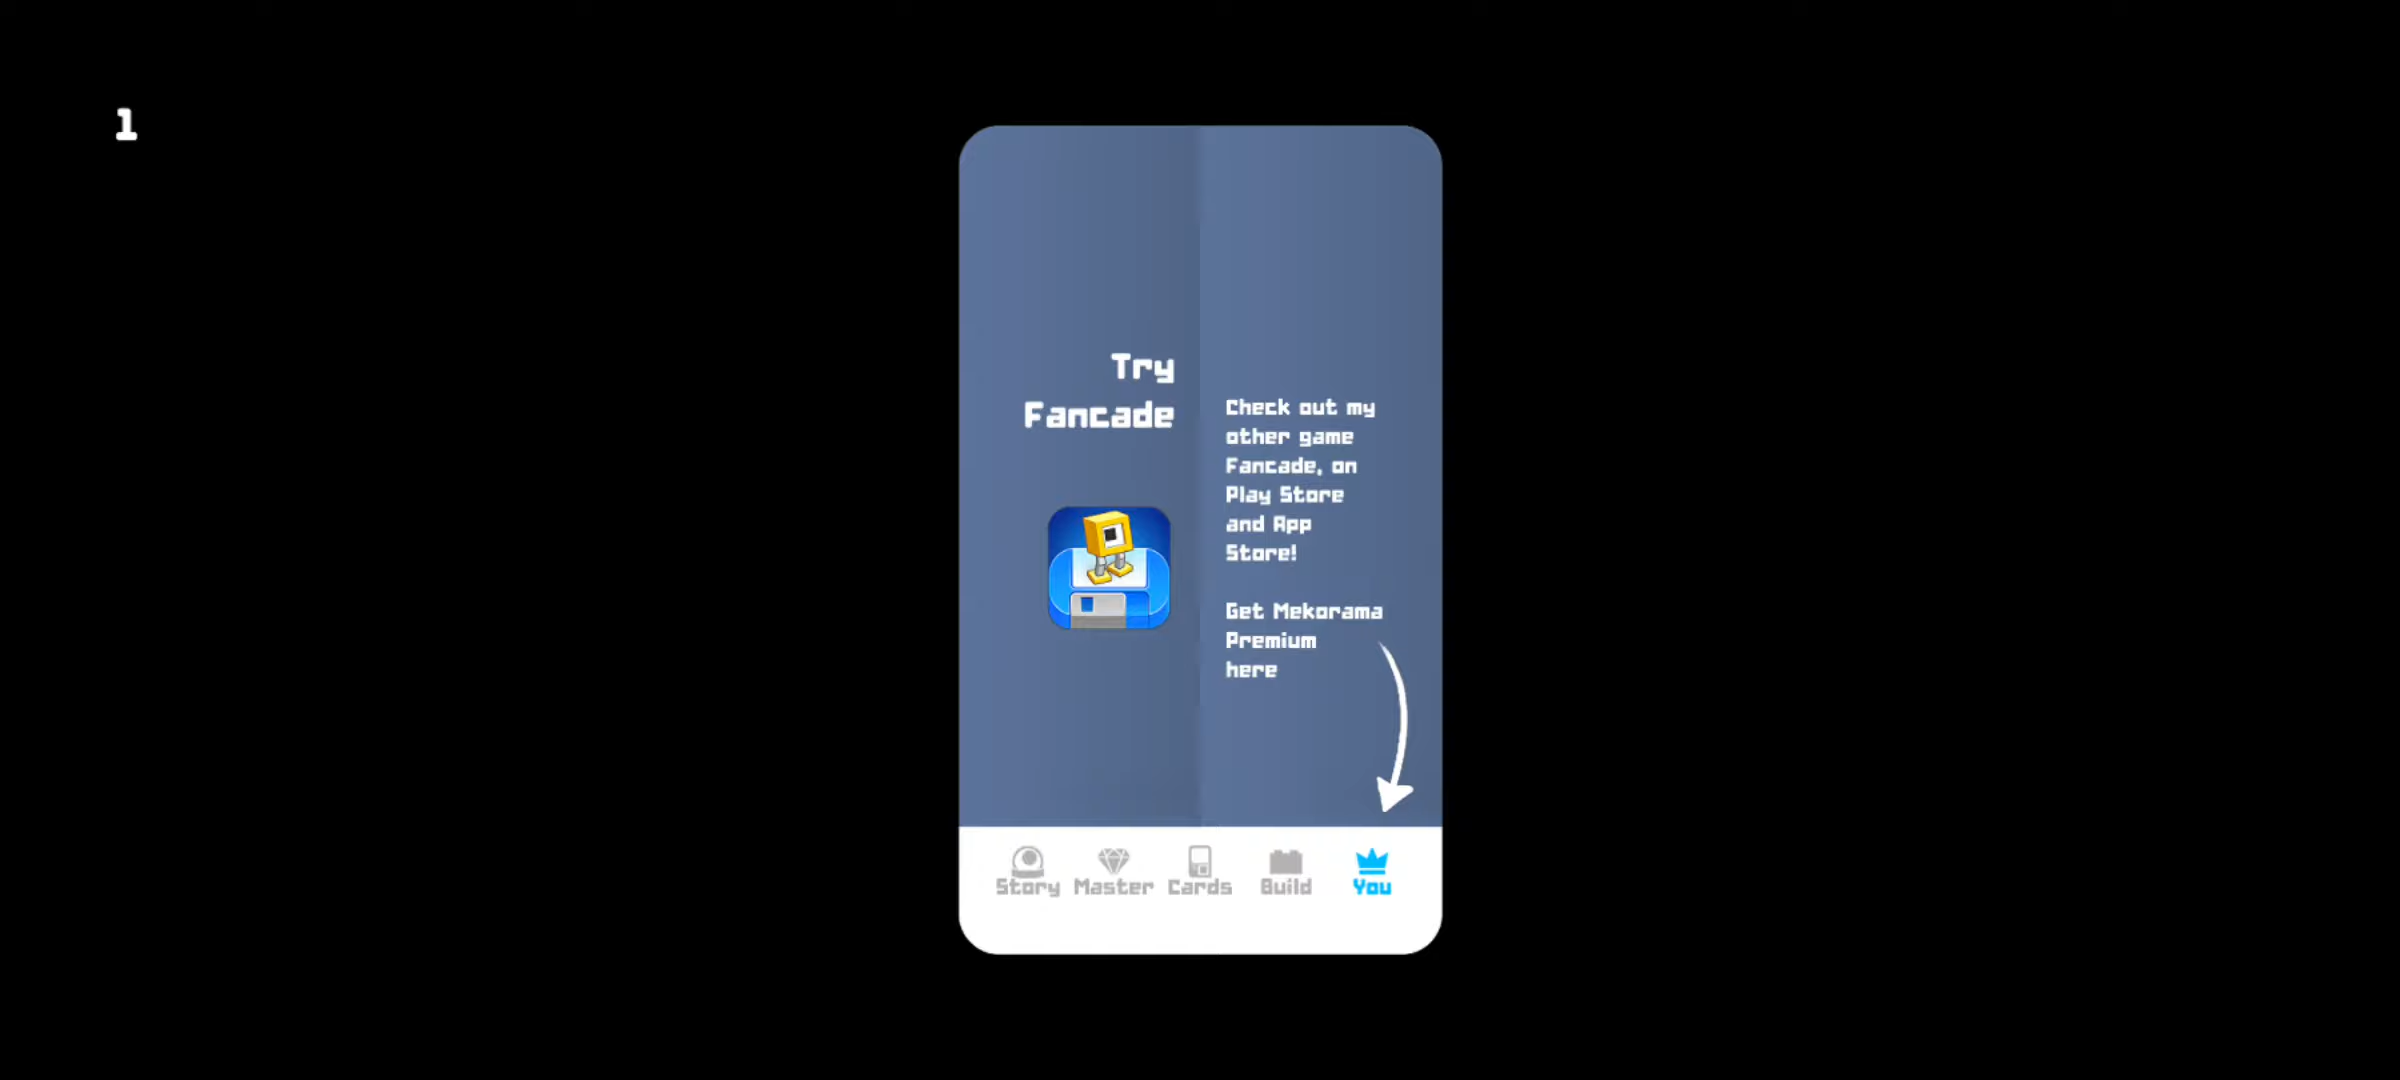 1
Try
Fancade
Check out my
other game
Fancade, on
Play Store
and App
Store!
Get Mekorama
Premium
here
Story
Master
Cards
Build
You